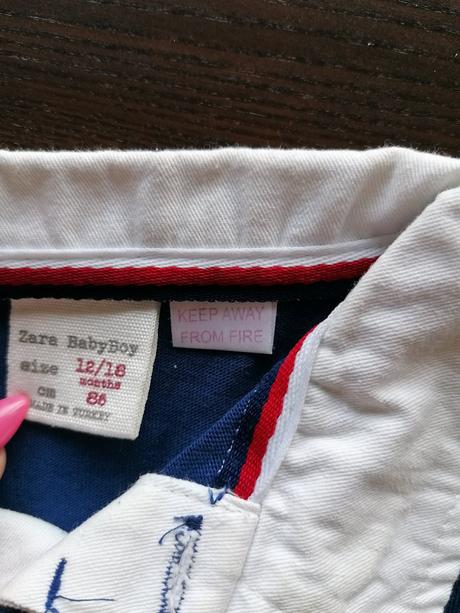 Zara BabyBoy
size 12/18
months
cm 86
MADE IN TURKEY
KEEP AWAY
FROM FIRE